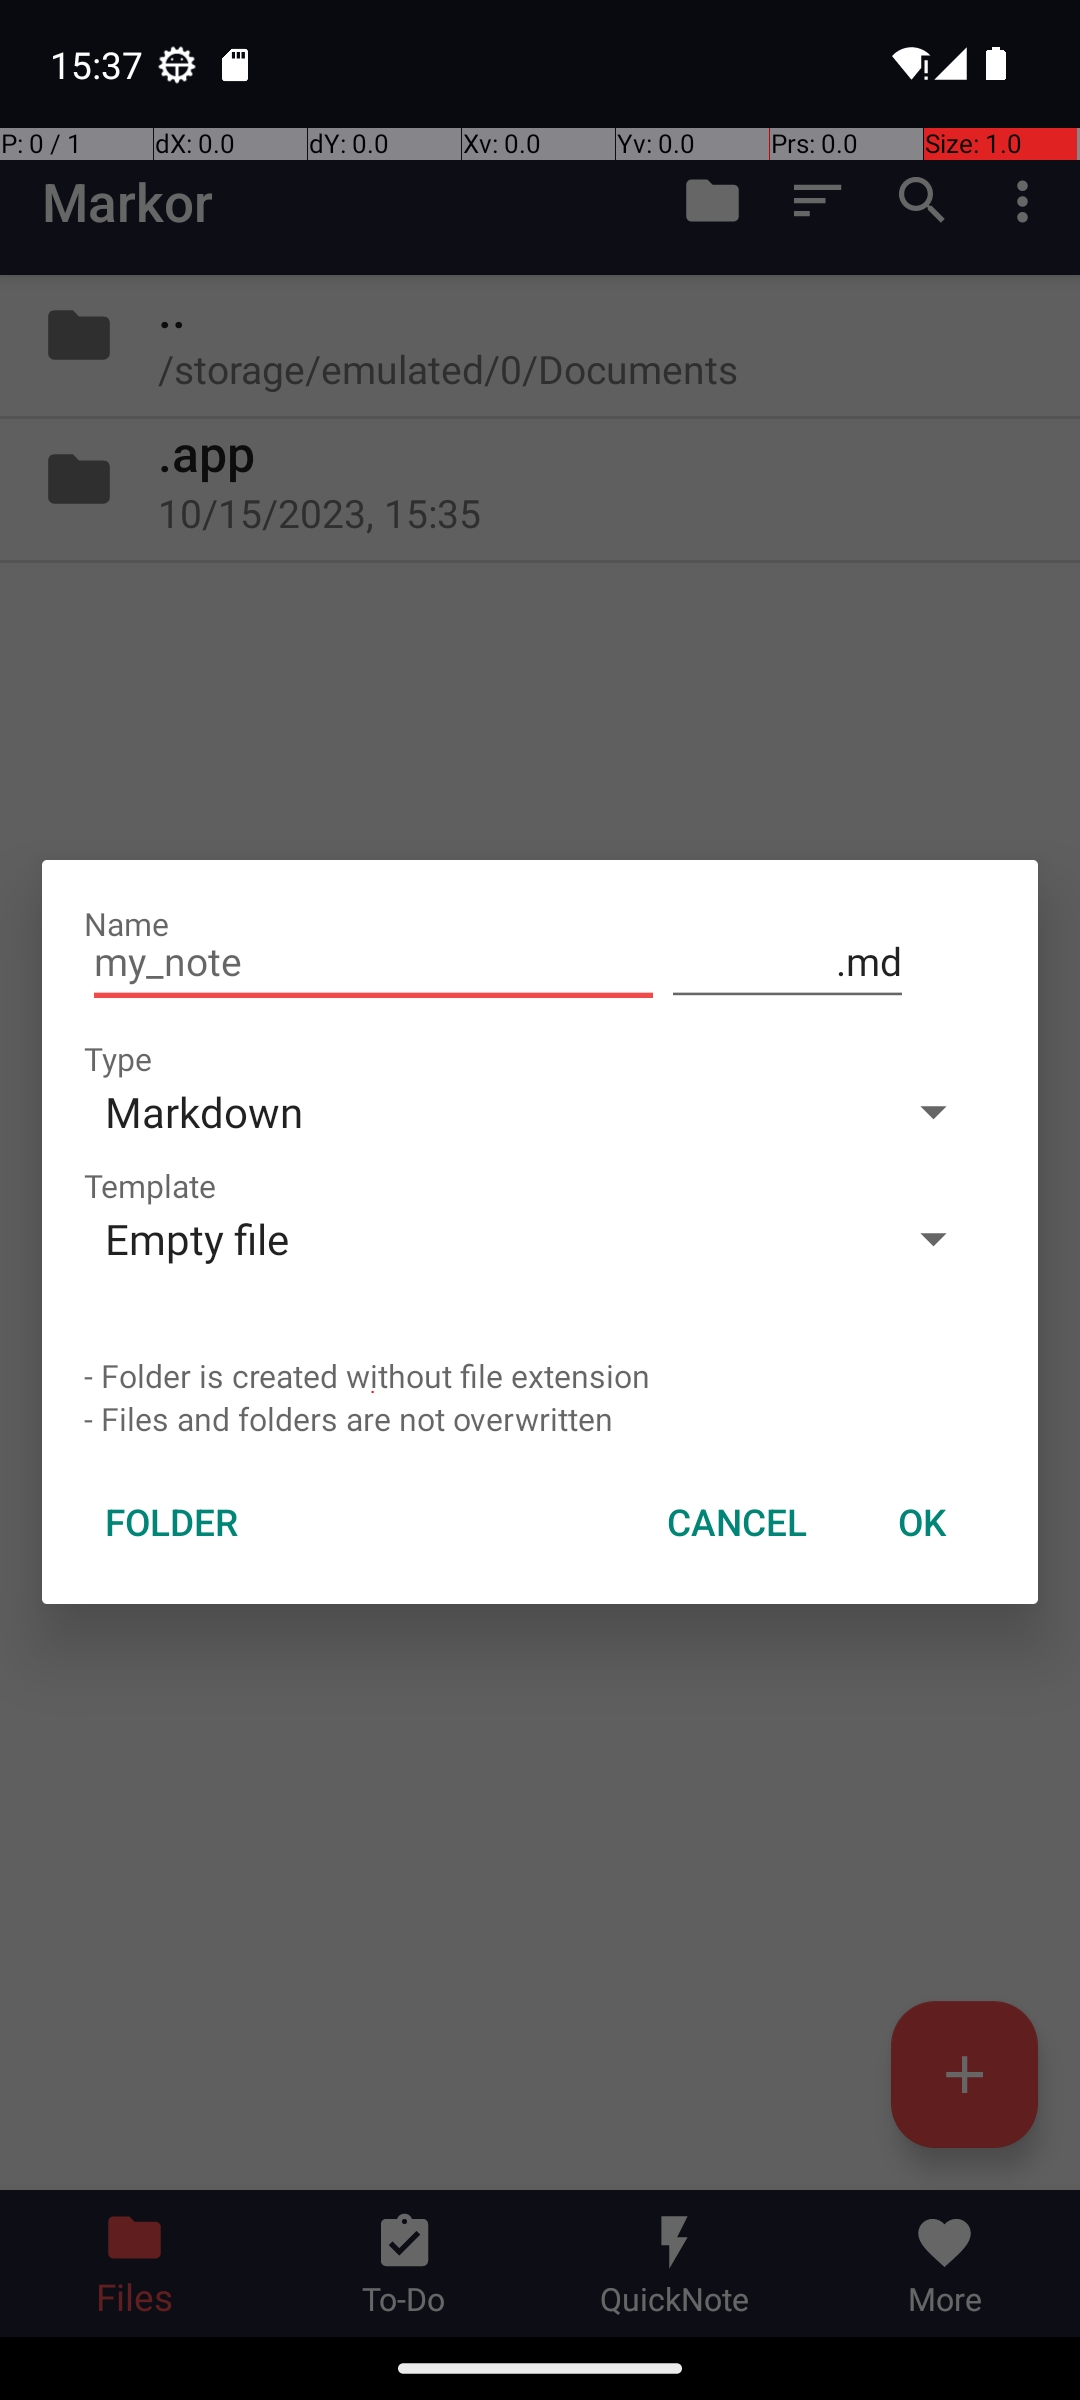 15:37
P: 0 / 1 dX: 0.0 dY: 0.0 Xv: 0.0 Yv: 0.0 Prs: 0.0 Size: 1.0
Markor
..
/storage/emulated/0/Documents
.app
10/15/2023, 15:35
Name
my_note .md
Type
Markdown
Template
Empty file
- Folder is created without file extension
- Files and folders are not overwritten
FOLDER CANCEL OK
Files To-Do QuickNote More